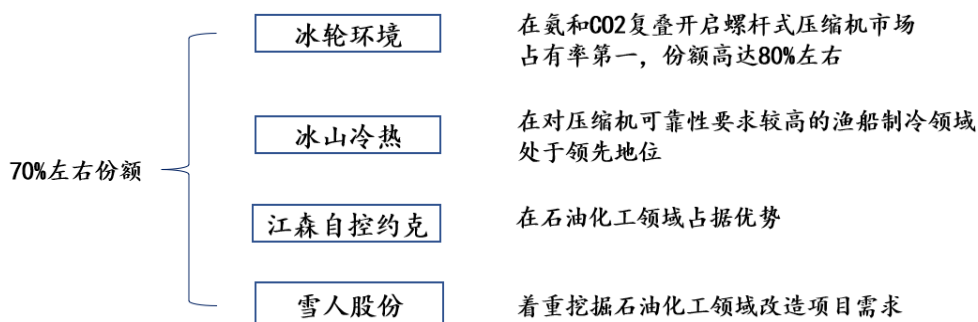 70%左右份额
冰轮环境
在氨和CO2复叠开启螺杆式压缩机市场
占有率第一，份额高达80%左右
冰山冷热
在对压缩机可靠性要求较高的渔船制冷领域
处于领先地位
江森自控约克
在石油化工领域占据优势
雪人股份
着重挖掘石油化工领域改造项目需求